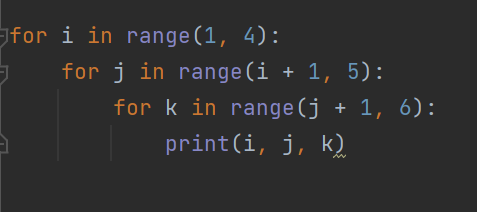 for i in range(1, 4):
    for j in range(i + 1, 5):
        for k in range(j + 1, 6):
            print(i, j, k)